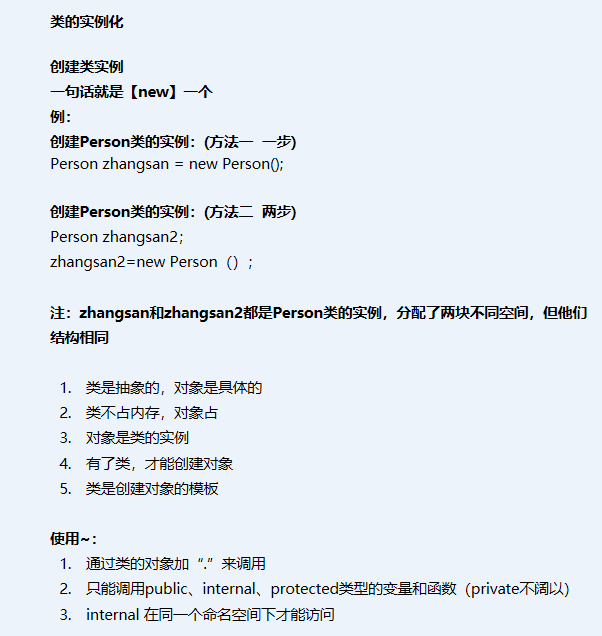 类的实例化
创建类实例
一句话就是【new】一个
例：
创建Person类的实例：(方法一  一步)
Person zhangsan = new Person();
创建Person类的实例：(方法二  两步)
Person zhangsan2；
zhangsan2=new Person（）；
注：zhangsan和zhangsan2都是Person类的实例，分配了两块不同空间，但他们
结构相同
1. 类是抽象的，对象是具体的
2. 类不占内存，对象占
3. 对象是类的实例
4. 有了类，才能创建对象
5. 类是创建对象的模板
使用~：
1. 通过类的对象加“.”来调用
2. 只能调用public、internal、protected类型的变量和函数（private不阔以）
3. internal 在同一个命名空间下才能访问